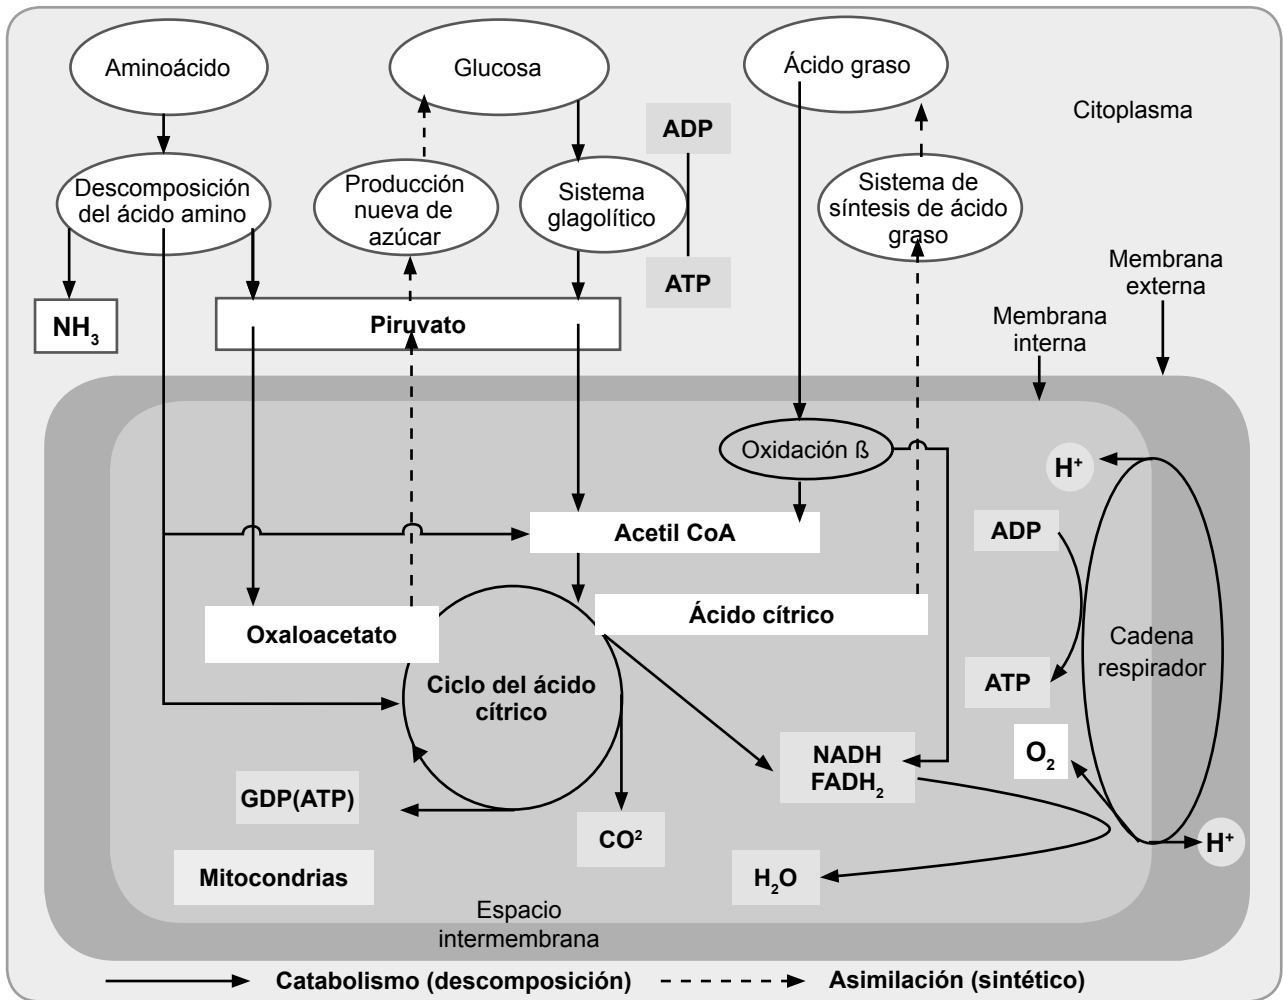 Aminoácido
Glucosa
Ácido graso
Citoplasma
ADP
Descomposición
del ácido amino
Producción
nueva de
azúcar
Sistema
glagolítico
Sistema de
síntesis de ácido
graso
ATP
Membrana
externa
Membrana
interna
NH3
Piruvato
Oxidación ß
H+
Acetil CoA
ADP
Oxaloacetato
Ácido cítrico
Cadena
respirador
Ciclo del ácido
cítrico
ATP
NADH
FADH2
O2
GDP(ATP)
CO²
H+
Mitocondrias
H2O
Espacio
intermembrana
Catabolismo (descomposición)
Asimilación (sintético)